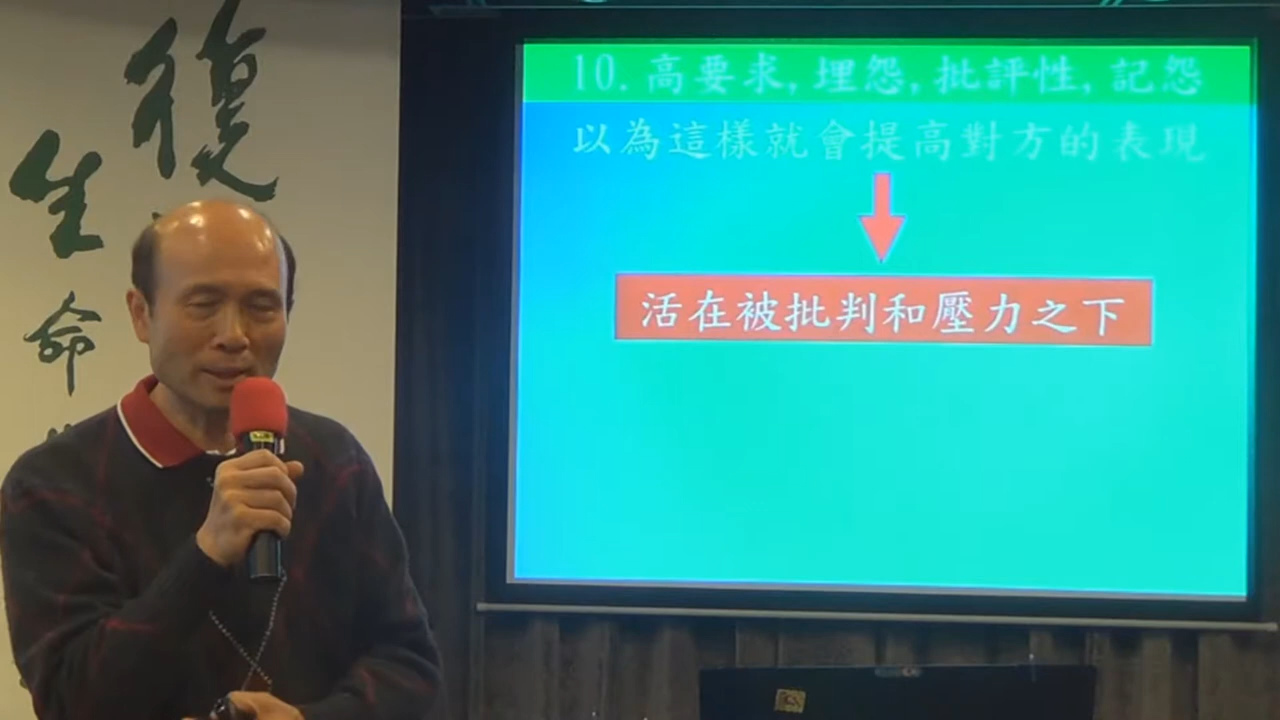 復
生命
10. 高要求, 埋怨, 批評性, 記怨
以為這樣就會提高對方的表現
活在被批判和壓力之下